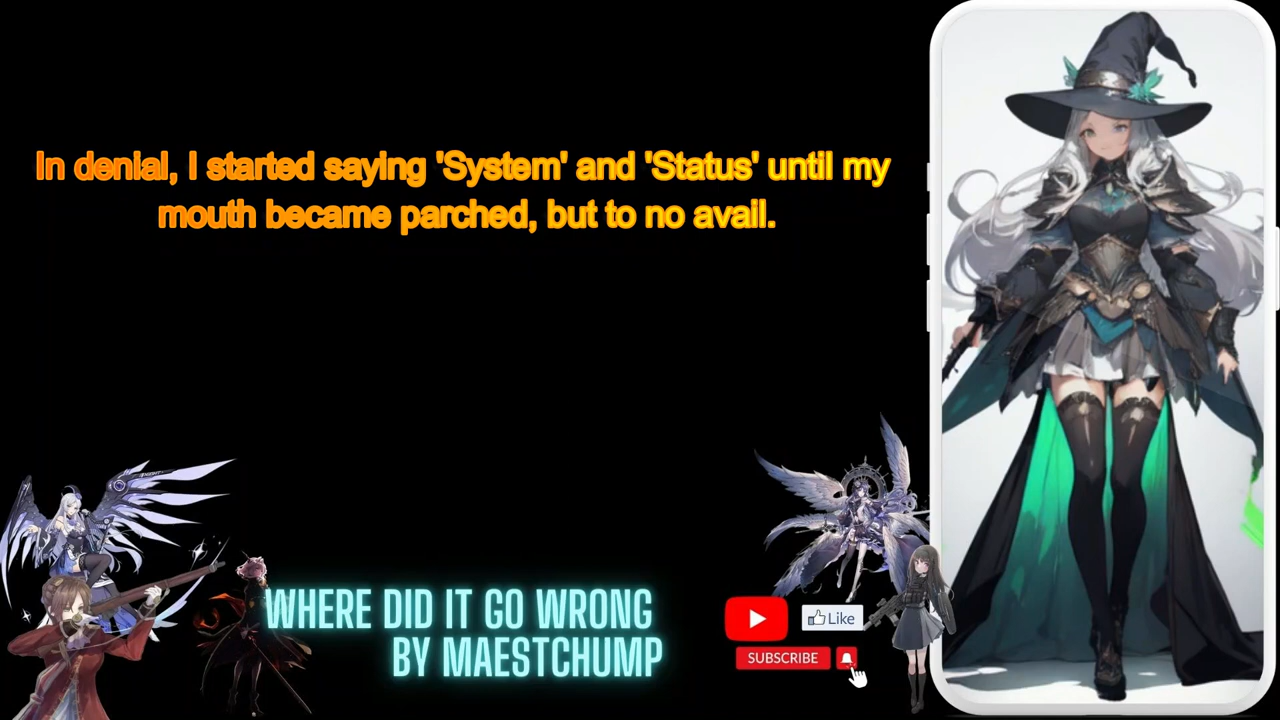 In denial, I started saying 'System' and 'Status' until my
mouth became parched, but to no avail.
WHERE DID IT GO WRONG
BY MAESTCHUMP
Like
SUBSCRIBE